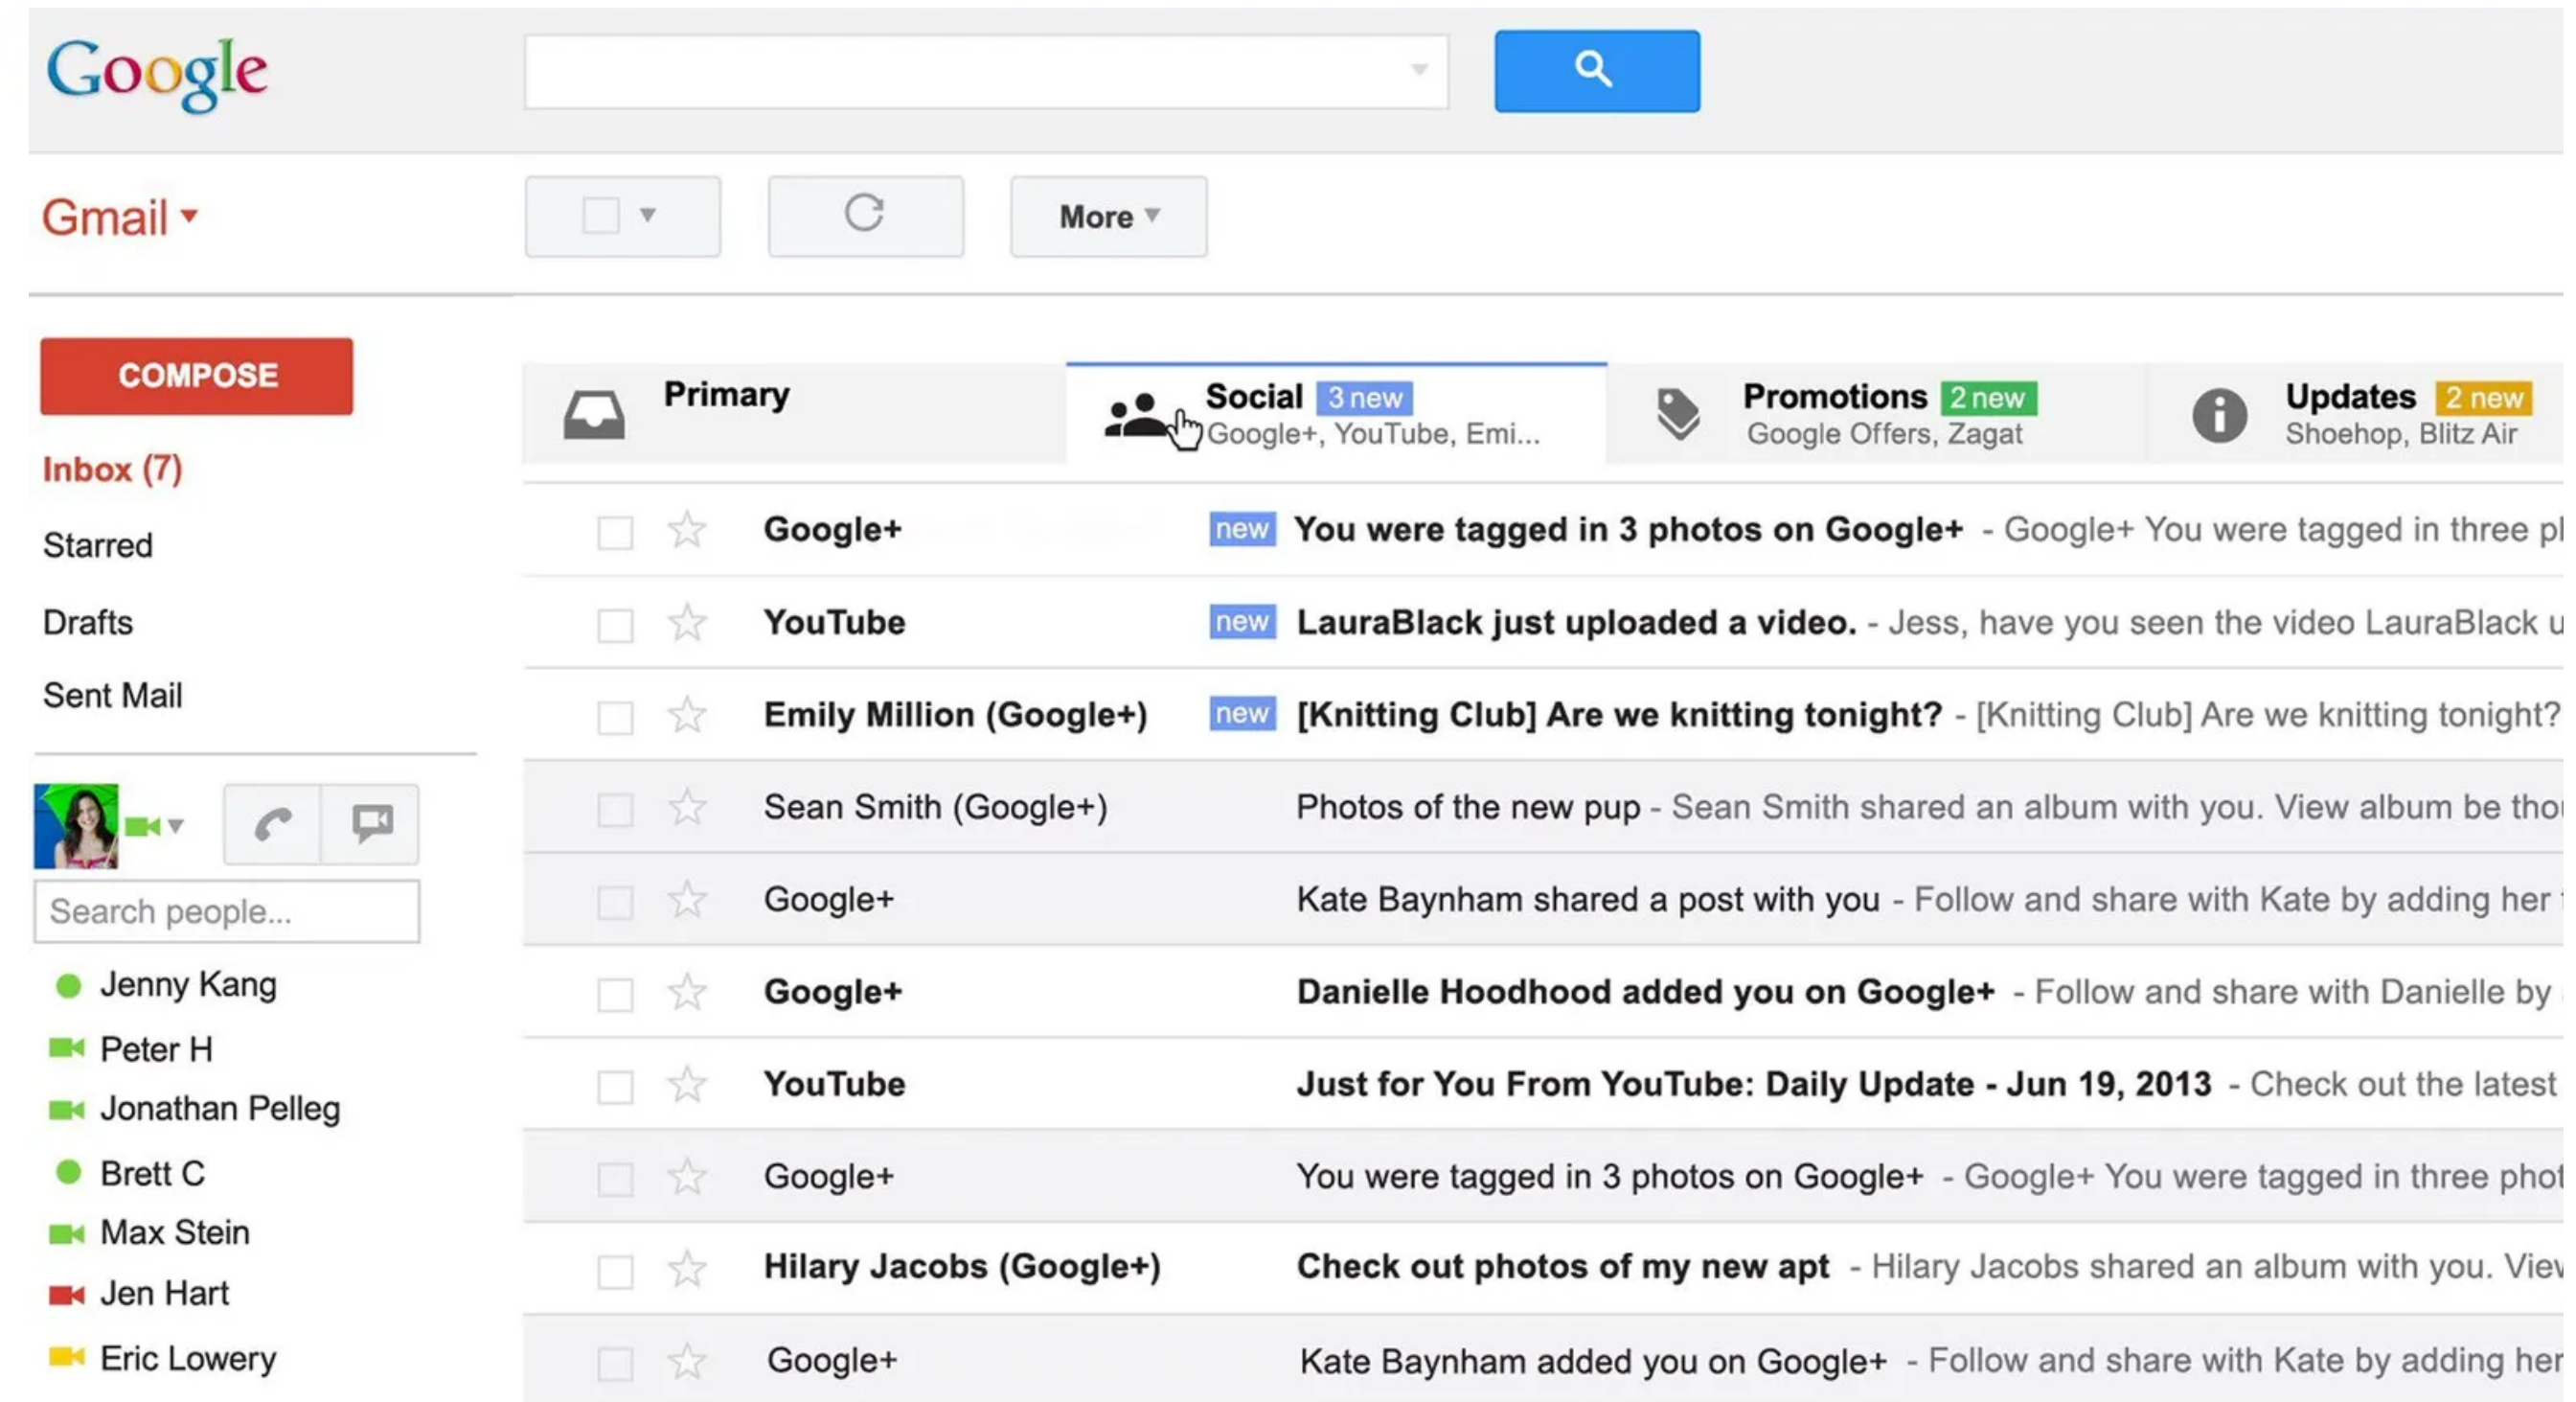 Google
Gmail
More
COMPOSE
Inbox (7)
Starred
Drafts
Sent Mail
Search people...
Jenny Kang
Peter H
Jonathan Pelleg
Brett C
Max Stein
Jen Hart
Eric Lowery
Primary
Social 3 new
Google+, YouTube, Emi...
Promotions 2 new
Google Offers, Zagat
Updates 2 new
Shoehop, Blitz Air
Google+ new You were tagged in 3 photos on Google+ - Google+ You were tagged in three
YouTube new LauraBlack just uploaded a video. - Jess, have you seen the video LauraBlack
Emily Million (Google+) new [Knitting Club] Are we knitting tonight? - [Knitting Club] Are we knitting tonight?
Sean Smith (Google+) Photos of the new pup - Sean Smith shared an album with you. View album be
Google+ Kate Baynham shared a post with you - Follow and share with Kate by adding her
Google+ Danielle Hoodhood added you on Google+ - Follow and share with Danielle by
YouTube Just for You From YouTube: Daily Update - Jun 19, 2013 - Check out the latest
Google+ You were tagged in 3 photos on Google+ - Google+ You were tagged in three
Hilary Jacobs (Google+) Check out photos of my new apt - Hilary Jacobs shared an album with you.
Google+ Kate Baynham added you on Google+ - Follow and share with Kate by adding her